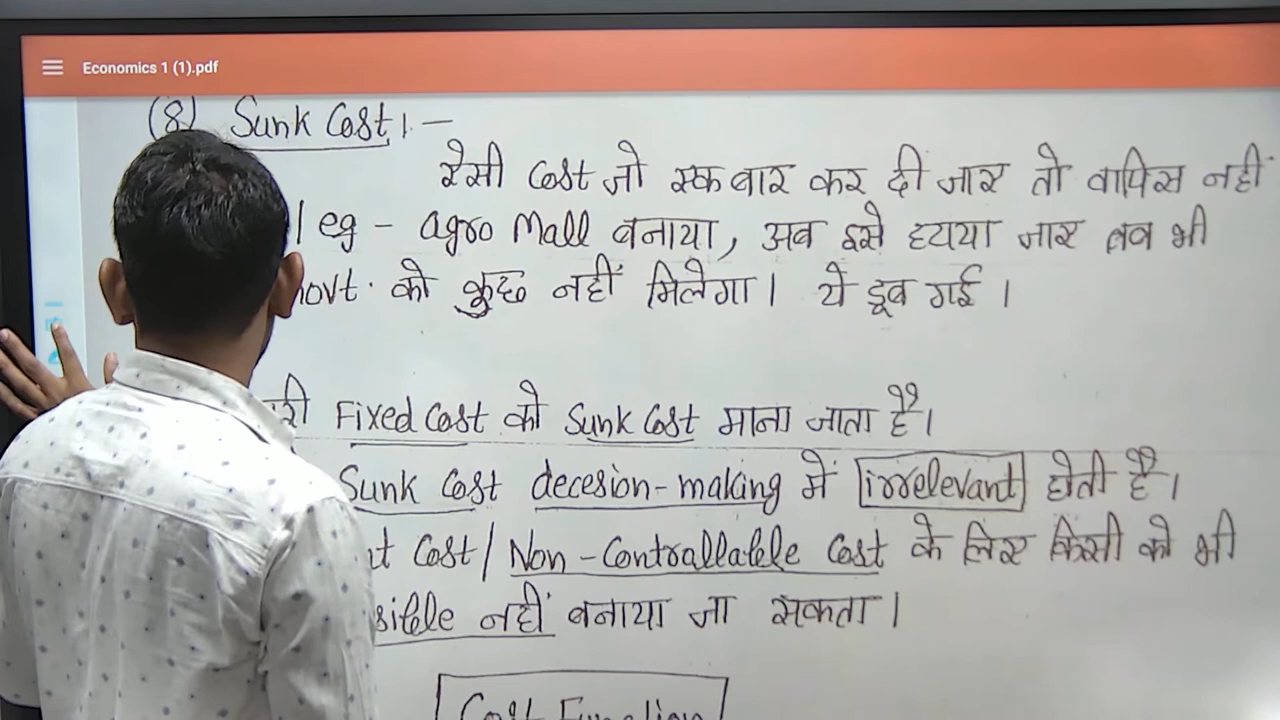 Economics 1 (1).pdf
(8) Sunk Cost :-
ऐसी Cost जो एक बार कर दी जाए तो वापिस नहीं
| eg - agro Mall बनाया, अब इसे हटाया जाए तब भी
Govt. को कुछ नहीं मिलेगा। ये डूब गई।
Fixed Cost को Sunk Cost माना जाता है।
Sunk Cost decesion-making में irrelevant होती है।
Cost / Non-Controllable Cost के लिए किसी को भी
नहीं बनाया जा सकता।
Cost Function